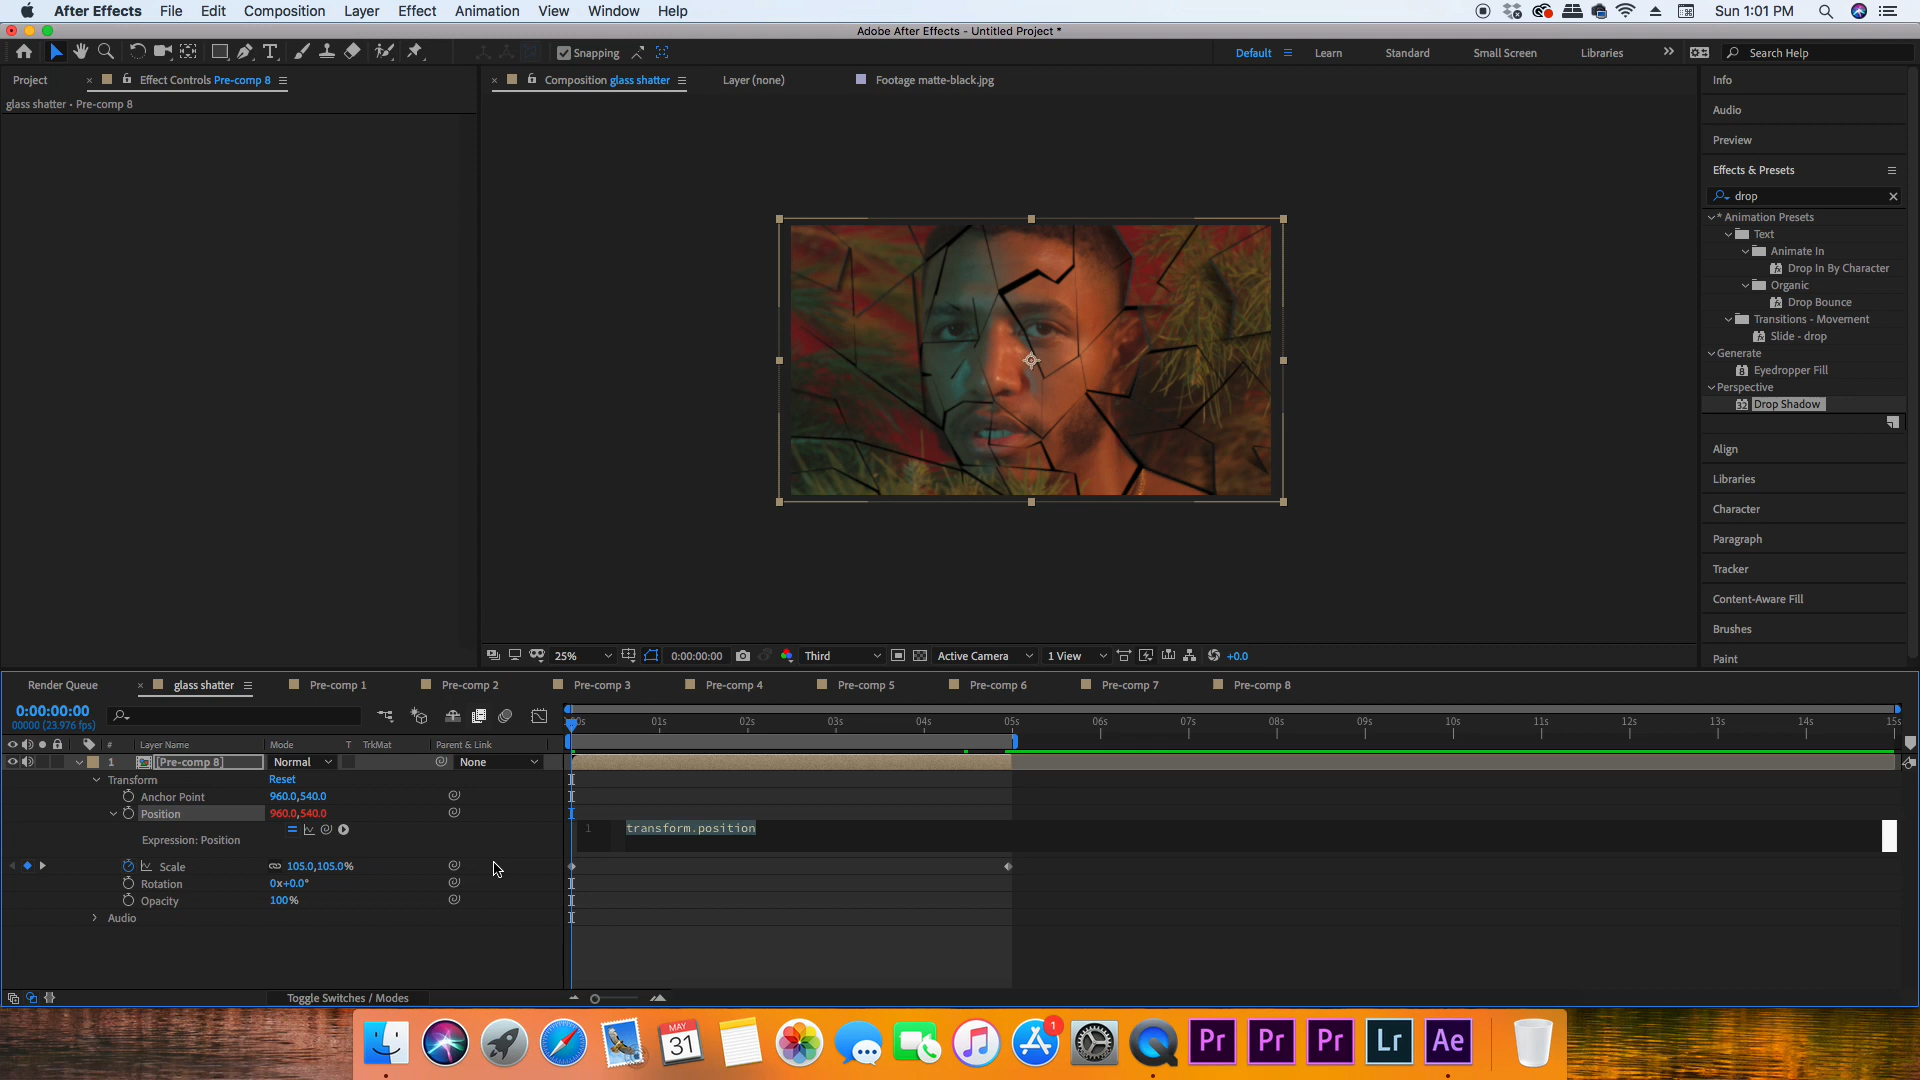 After Effects File Edit Composition Layer Effect Animation View Window Help Sun 1:01 PM
Adobe After Effects - Untitled Project *
Snapping Default Learn Standard Small Screen Libraries Search Help
Project Effect Controls Pre-comp 8 Composition glass shatter Layer (none) Footage matte-black.jpg
glass shatter • Pre-comp 8
Info
Audio
Preview
Effects & Presets
drop
* Animation Presets
Text
Animate In
Drop In By Character
Organic
Drop Bounce
Transitions - Movement
Slide - drop
Generate
8 Eyedropper Fill
Perspective
32 Drop Shadow
Align
Libraries
Character
Paragraph
Tracker
Content-Aware Fill
Brushes
Paint
25% 0:00:00:00 Third Active Camera 1 View +0.0
Render Queue glass shatter Pre-comp 1 Pre-comp 2 Pre-comp 3 Pre-comp 4 Pre-comp 5 Pre-comp 6 Pre-comp 7 Pre-comp 8
0:00:00:00
00000 (23.976 fps)
01s 02s 03s 04s 05s 06s 07s 08s 09s 10s 11s 12s 13s 14s 15s
# Layer Name Mode T TrkMat Parent & Link
1 [Pre-comp 8] Normal None
Transform Reset
Anchor Point 960.0,540.0
Position 960.0,540.0
Expression: Position
1 transform.position
Scale 105.0,105.0%
Rotation 0x+0.0°
Opacity 100%
Audio
Toggle Switches / Modes
MAY
31
1
Pr Pr Pr Lr Ae